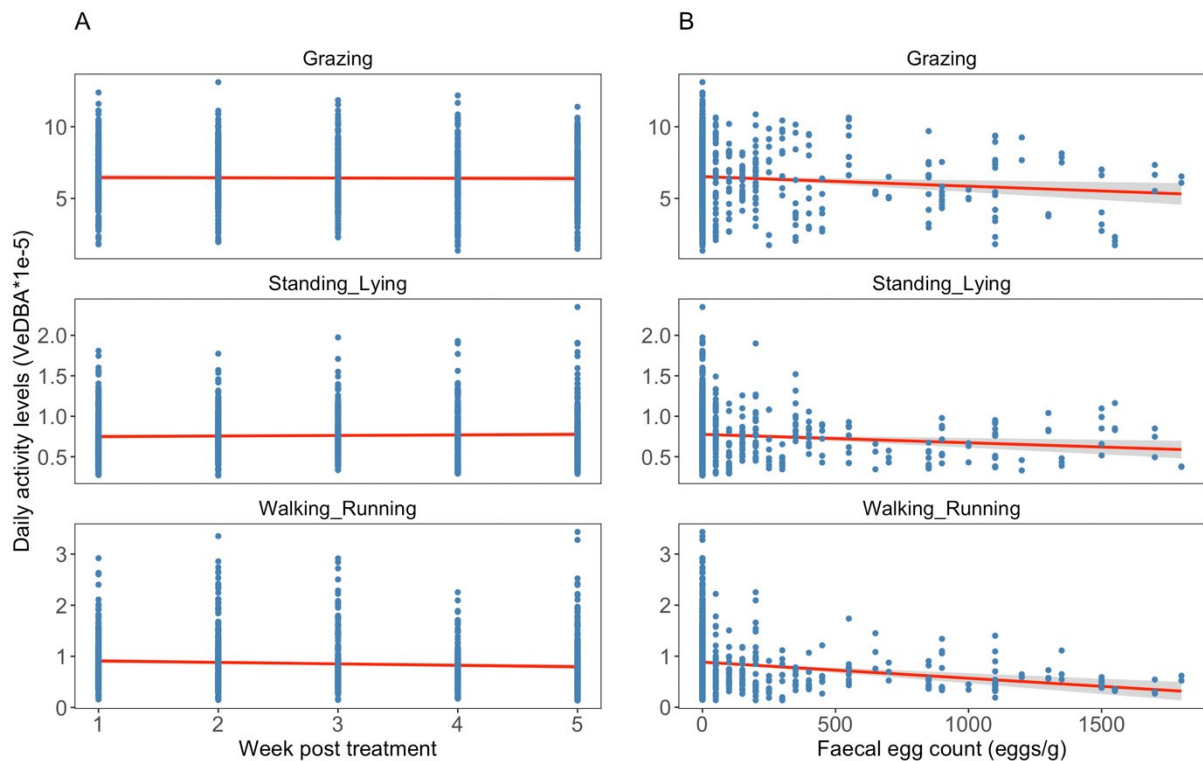 A
B
Grazing
Grazing
10
5
10
5
Standing_Lying
Standing_Lying
2.0
1.5
1.0
0.5
2.0
1.5
1.0
0.5
Daily activity levels (VeDBA*1e-5)
Walking_Running
Walking_Running
3
2
1
0
3
2
1
0
1 2 3 4 5
0 500 1000 1500
Week post treatment
Faecal egg count (eggs/g)